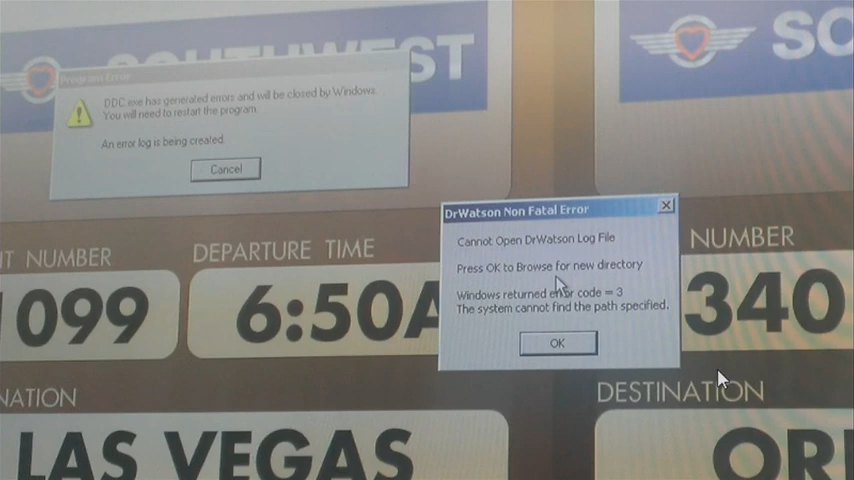 SOUTHWEST
SO
Program Error
DDC.exe has generated errors and will be closed by Windows.
You will need to restart the program.
An error log is being created.
Cancel
DrWatson Non Fatal Error
Cannot Open DrWatson Log File
Press OK to Browse for new directory
Windows returned error code = 3
The system cannot find the path specified.
OK
T NUMBER
DEPARTURE TIME
NUMBER
1099
6:50A
340
NATION
DESTINATION
LAS VEGAS
ORL